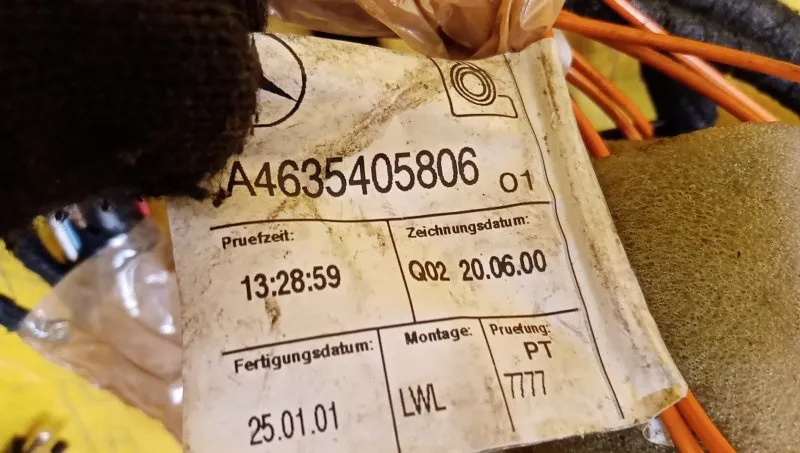 A4635405806 01
Pruefzeit: Zeichnungsdatum:
13:28:59 Q02 20.06.00
Fertigungsdatum: Montage: Pruefung:
PT
25.01.01 LWL 7777